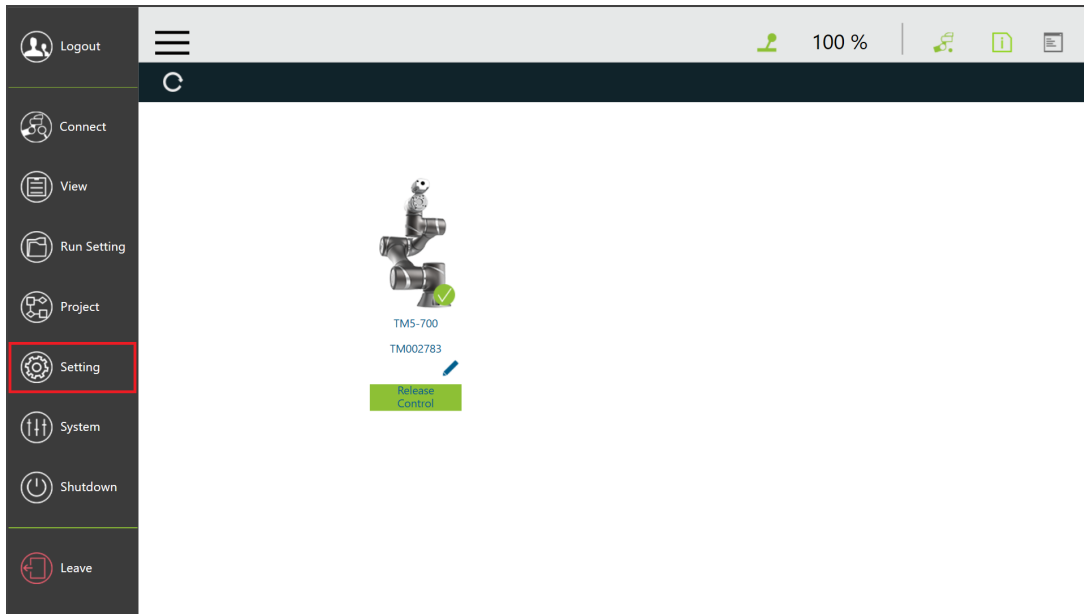 Logout
100 %
Connect
View
Run Setting
Project
Setting
System
Shutdown
Leave
TM5-700
TM002783
Release
Control